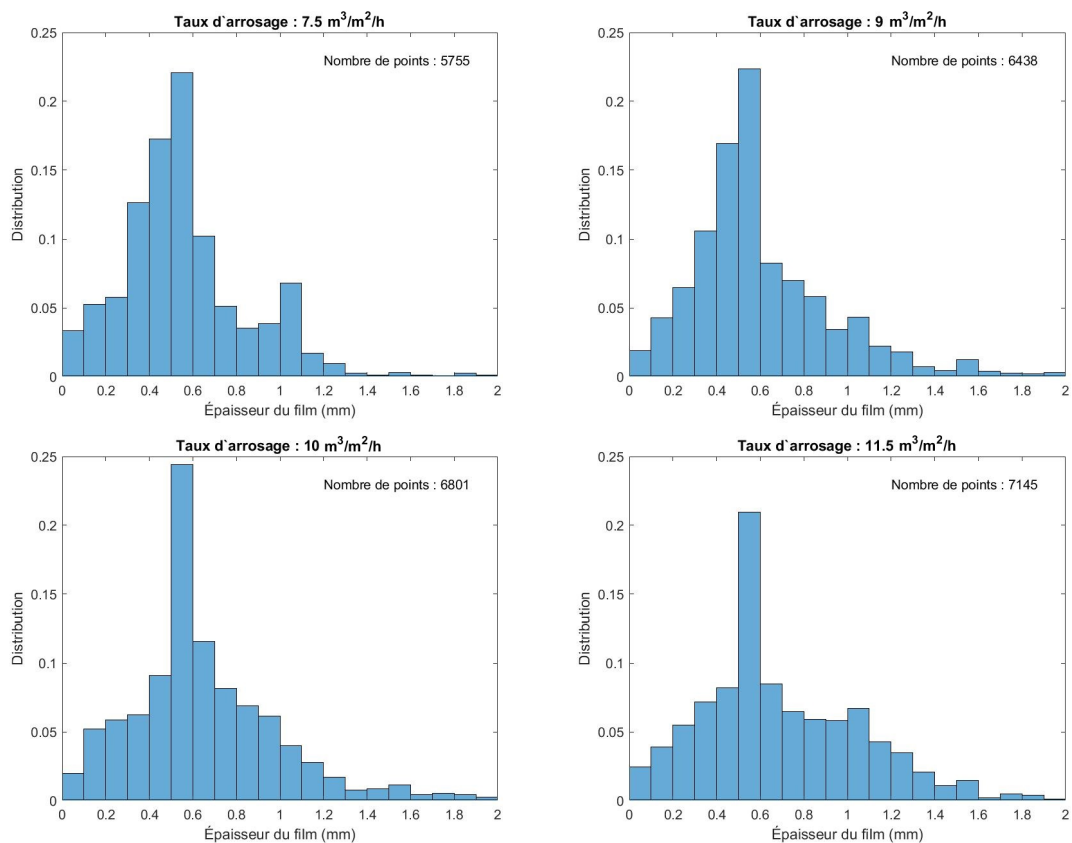 Taux d`arrosage : 7.5 m³/m²/h
Nombre de points : 5755
0.25
0.2
0.15
0.1
0.05
0
Distribution
0 0.2 0.4 0.6 0.8 1 1.2 1.4 1.6 1.8 2
Épaisseur du film (mm)
Taux d`arrosage : 9 m³/m²/h
Nombre de points : 6438
0.25
0.2
0.15
0.1
0.05
0
Distribution
0 0.2 0.4 0.6 0.8 1 1.2 1.4 1.6 1.8 2
Épaisseur du film (mm)
Taux d`arrosage : 10 m³/m²/h
Nombre de points : 6801
0.25
0.2
0.15
0.1
0.05
0
Distribution
0 0.2 0.4 0.6 0.8 1 1.2 1.4 1.6 1.8 2
Épaisseur du film (mm)
Taux d`arrosage : 11.5 m³/m²/h
Nombre de points : 7145
0.25
0.2
0.15
0.1
0.05
0
Distribution
0 0.2 0.4 0.6 0.8 1 1.2 1.4 1.6 1.8 2
Épaisseur du film (mm)